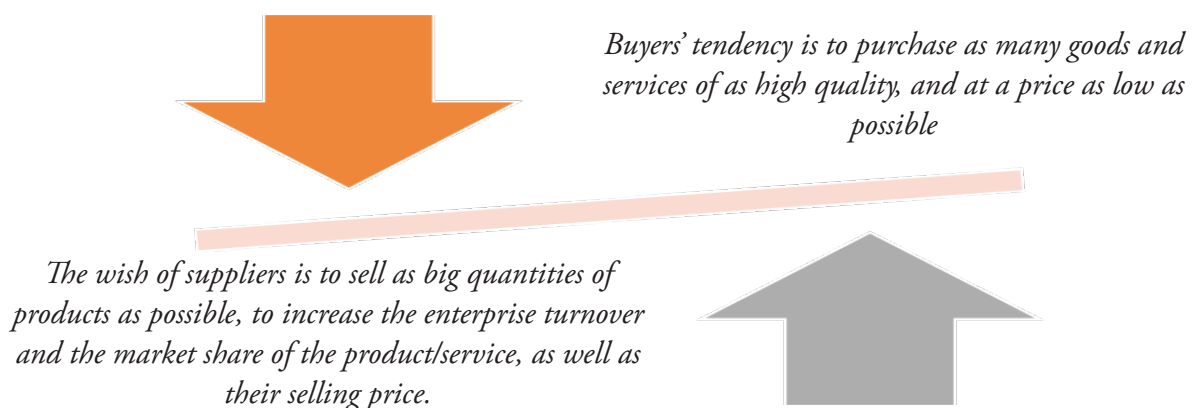 Buyers’ tendency is to purchase as many goods and
services of as high quality, and at a price as low as
possible
The wish of suppliers is to sell as big quantities of
products as possible, to increase the enterprise turnover
and the market share of the product/service, as well as
their selling price.